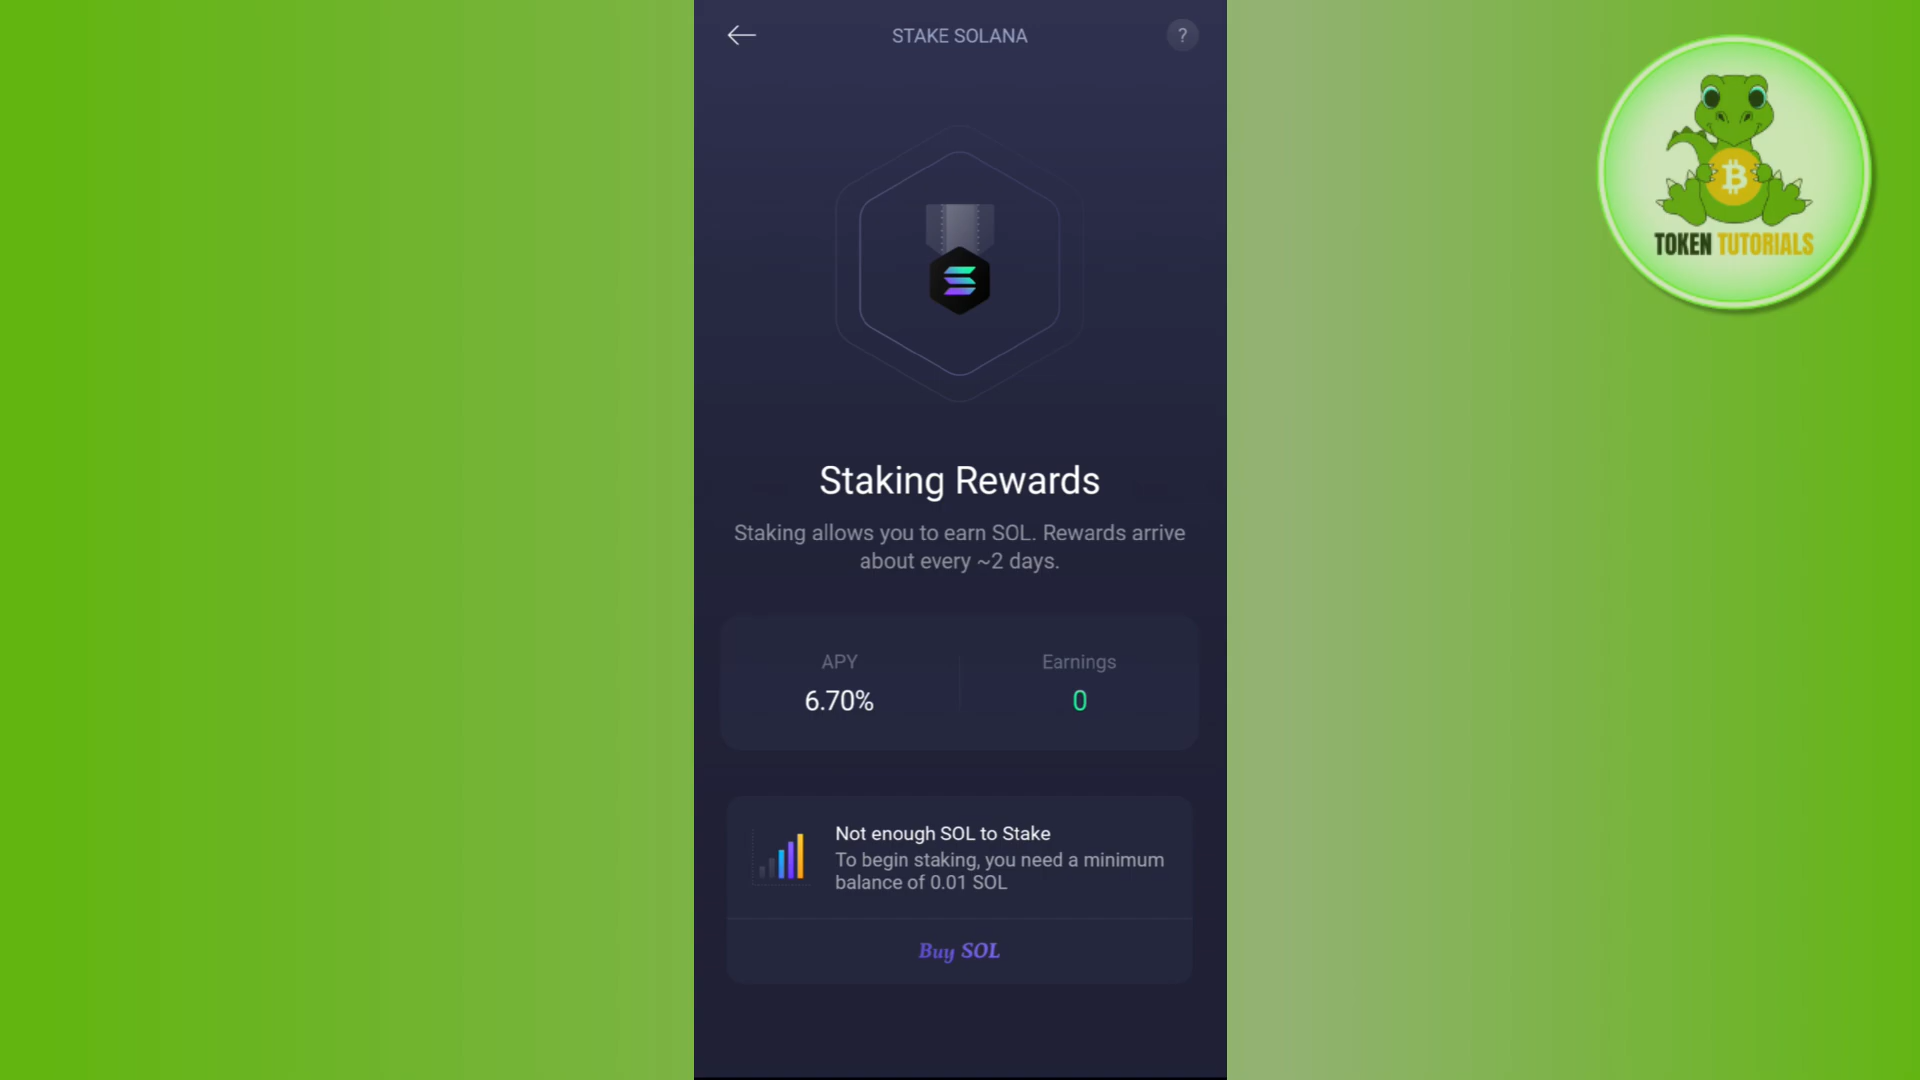 STAKE SOLANA
?
TOKEN TUTORIALS
Staking Rewards
Staking allows you to earn SOL. Rewards arrive
about every ~2 days.
APY
6.70%
Earnings
0
Not enough SOL to Stake
To begin staking, you need a minimum
balance of 0.01 SOL
Buy SOL